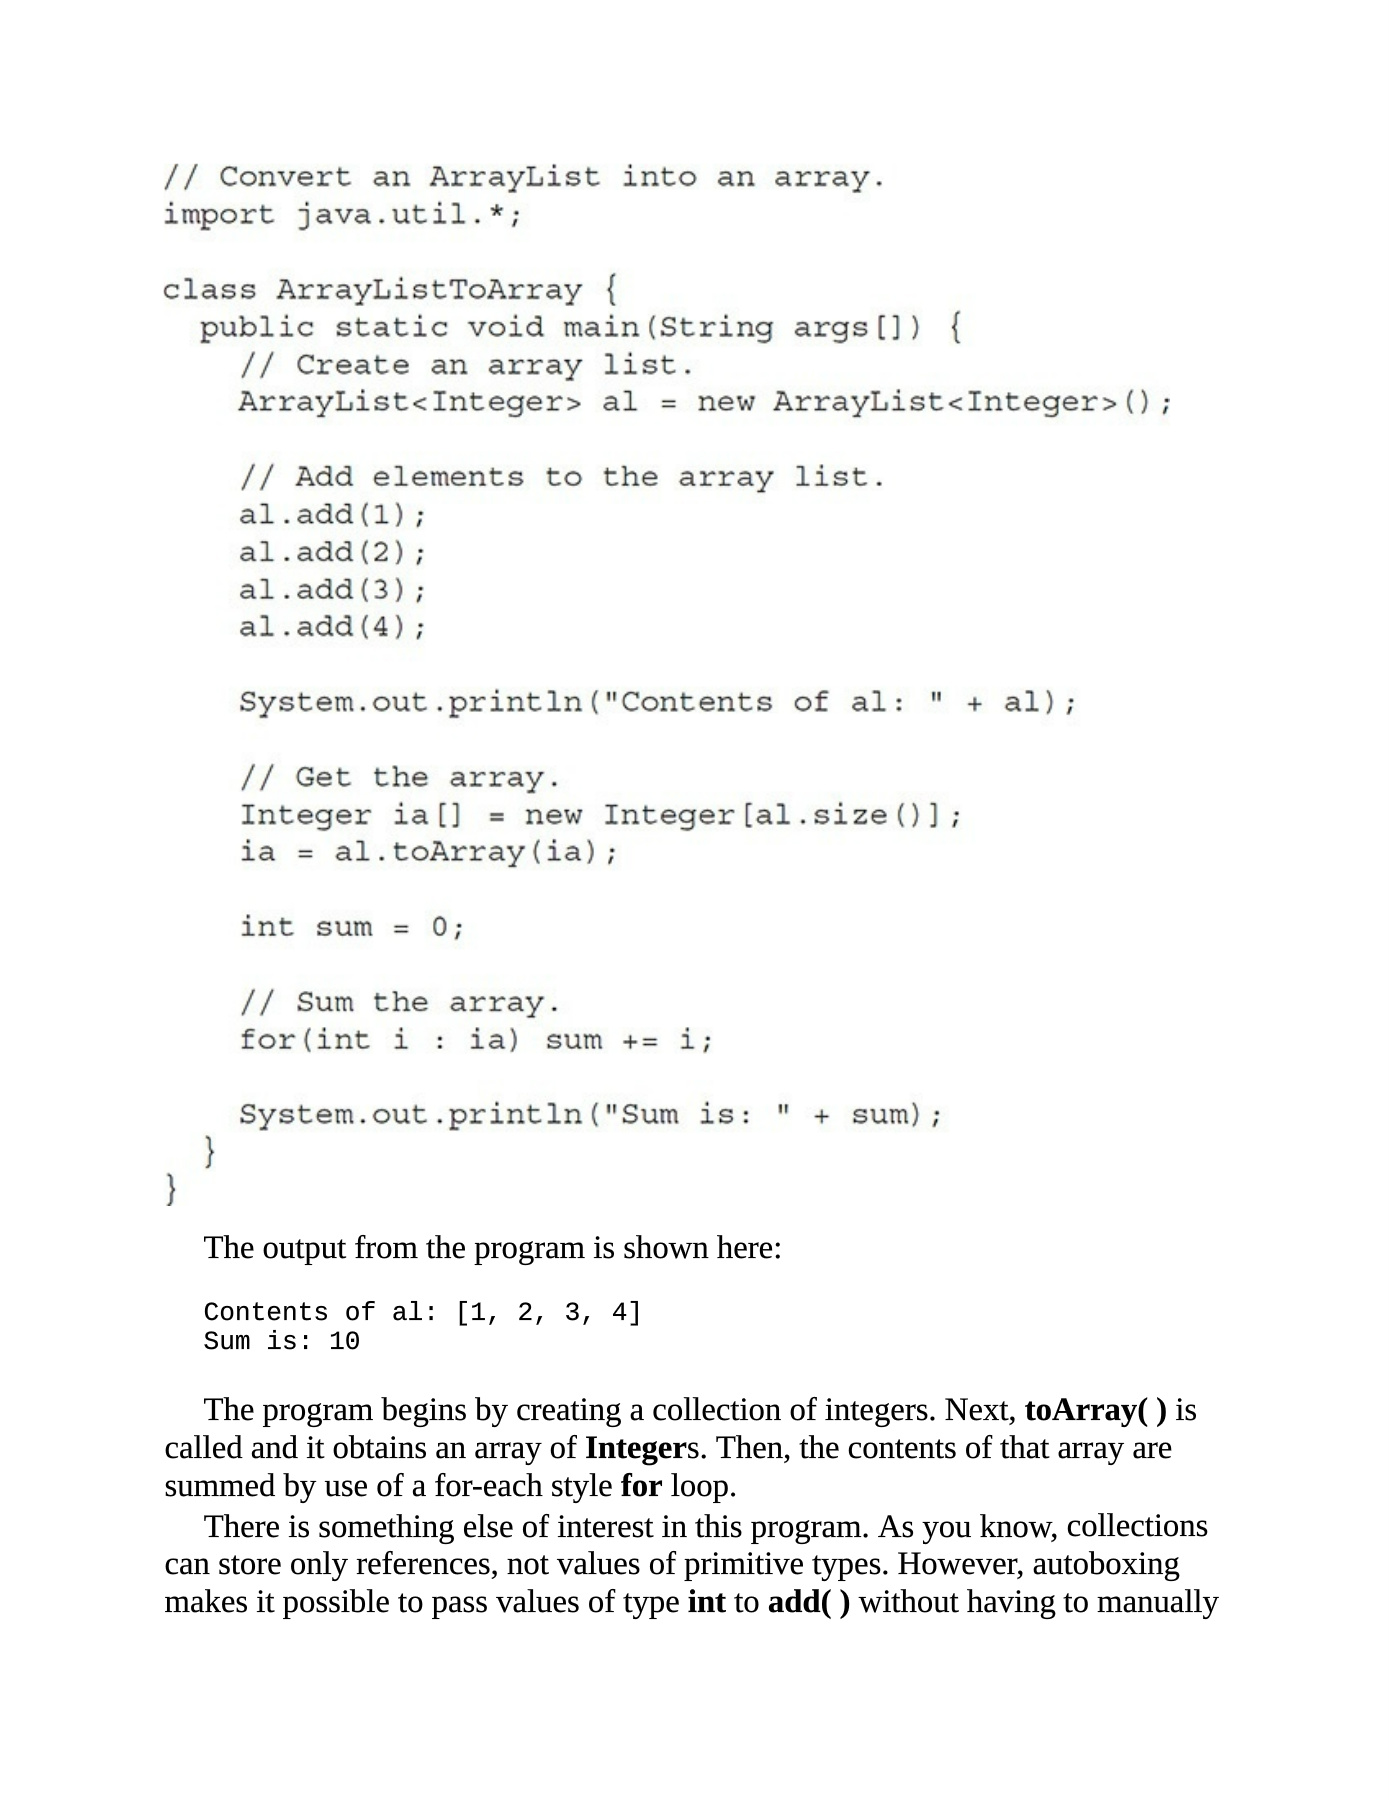 // Convert an ArrayList into an array.
import java.util.*;

class ArrayListToArray {
  public static void main(String args[]) {
    // Create an array list.
    ArrayList<Integer> al = new ArrayList<Integer>();

    // Add elements to the array list.
    al.add(1);
    al.add(2);
    al.add(3);
    al.add(4);

    System.out.println("Contents of al: " + al);

    // Get the array.
    Integer ia[] = new Integer[al.size()];
    ia = al.toArray(ia);

    int sum = 0;

    // Sum the array.
    for(int i : ia) sum += i;

    System.out.println("Sum is: " + sum);
  }
}
The output from the program is shown here:
Contents of al: [1, 2, 3, 4]
Sum is: 10
The program begins by creating a collection of integers. Next, toArray( ) is
called and it obtains an array of Integers. Then, the contents of that array are
summed by use of a for-each style for loop.
There is something else of interest in this program. As you know, collections
can store only references, not values of primitive types. However, autoboxing
makes it possible to pass values of type int to add( ) without having to manually